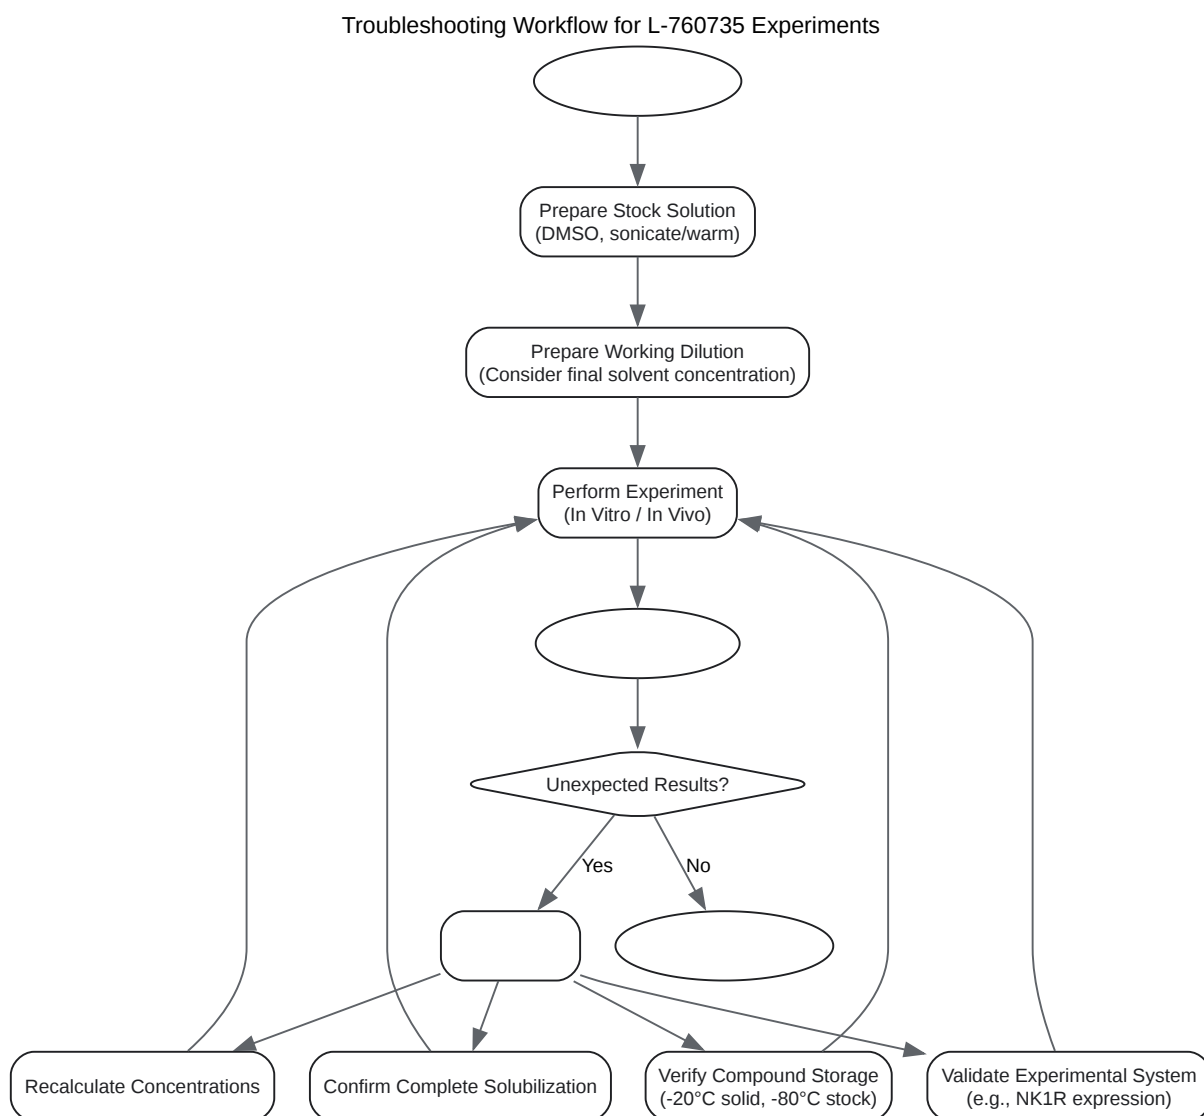 Troubleshooting Workflow for L-760735 Experiments
Prepare Stock Solution
(DMSO, sonicate/warm)
Prepare Working Dilution
(Consider final solvent concentration)
Perform Experiment
(In Vitro / In Vivo)
Unexpected Results?
Yes
No
Recalculate Concentrations
Confirm Complete Solubilization
Verify Compound Storage
(-20°C solid, -80°C stock)
Validate Experimental System
(e.g., NK1R expression)